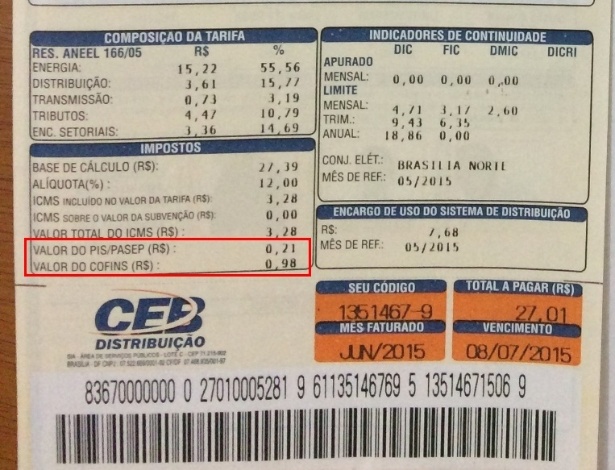 COMPOSIÇÃO DA TARIFA
RES. ANEEL 166/05 R$ %
ENERGIA: 15,22 55,56
DISTRIBUIÇÃO: 3,61 15,77
TRANSMISSÃO: 0,73 3,19
TRIBUTOS: 4,47 10,79
ENC. SETORIAIS: 3,36 14,69
IMPOSTOS
BASE DE CÁLCULO (R$): 27,39
ALÍQUOTA(%) : 12,00
ICMS INCLUÍDO NO VALOR DA TARIFA (R$): 3,28
ICMS SOBRE O VALOR DA SUBVENÇÃO (R$): 0,00
VALOR TOTAL DO ICMS (R$) : 3,28
VALOR DO PIS/PASEP (R$) : 0,21
VALOR DO COFINS (R$) : 0,98
INDICADORES DE CONTINUIDADE
DIC FIC DMIC DICRI
APURADO
MENSAL: 0,00 0,00 0,00
LIMITE
MENSAL: 4,71 3,17 2,60
TRIM.: 9,43 6,35
ANUAL: 18,86 0,00
CONJ. ELÉT.: BRASILIA NORTE
MÊS DE REF.: 05/2015
ENCARGO DE USO DO SISTEMA DE DISTRIBUIÇÃO
R$: 7,68
MÊS DE REF.: 05/2015
CEB
DISTRIBUIÇÃO
SEU CÓDIGO TOTAL A PAGAR (R$)
1351467-9 27,01
MÊS FATURADO VENCIMENTO
JUN/2015 08/07/2015
83670000000 0 27010005281 9 61135146769 5 13514671506 9